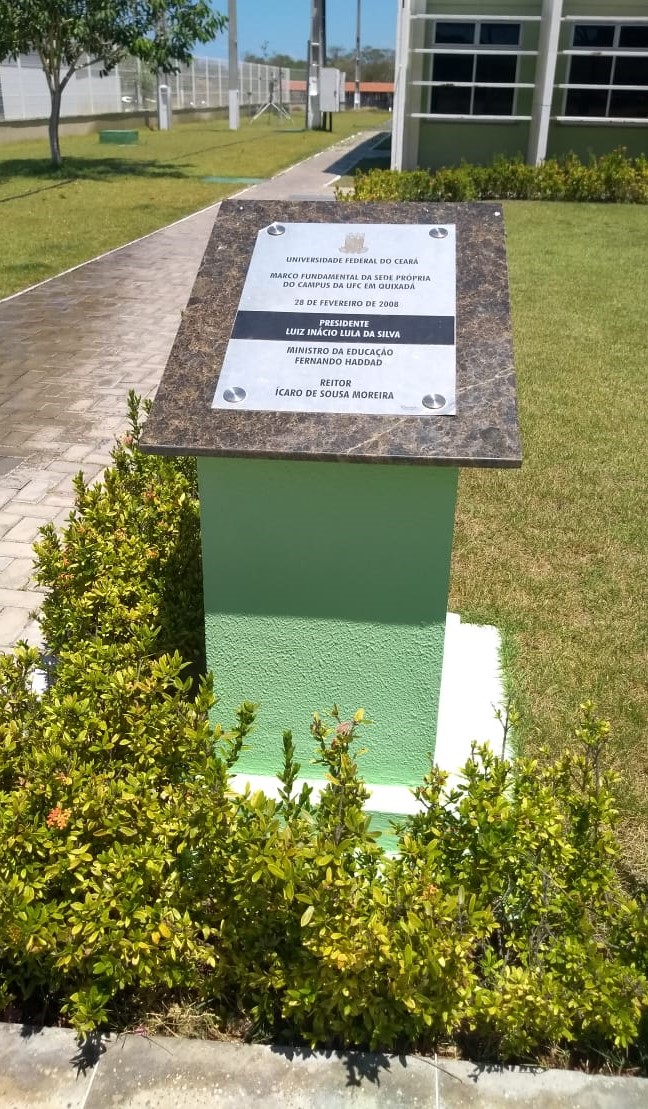 UNIVERSIDADE FEDERAL DO CEARÁ
MARCO FUNDAMENTAL DA SEDE PRÓPRIA
DO CAMPUS DA UFC EM QUIXADÁ
28 DE FEVEREIRO DE 2008
PRESIDENTE
LUIZ INÁCIO LULA DA SILVA
MINISTRO DA EDUCAÇÃO
FERNANDO HADDAD
REITOR
ÍCARO DE SOUSA MOREIRA